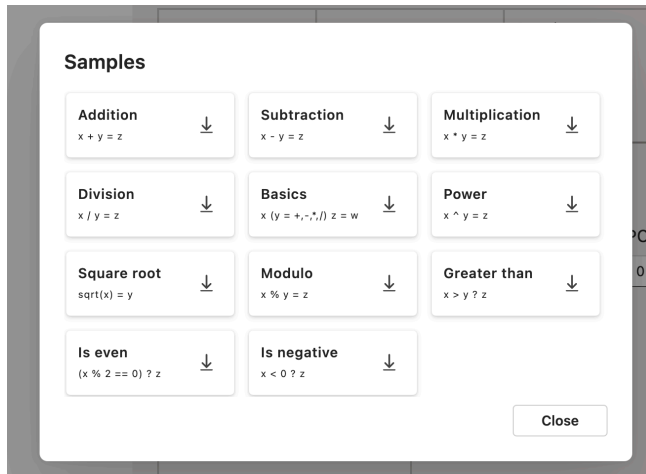 Samples
Addition
x + y = z
Subtraction
x - y = z
Multiplication
x * y = z
Division
x / y = z
Basics
x (y = +,-,*,/) z = w
Power
x ^ y = z
Square root
sqrt(x) = y
Modulo
x % y = z
Greater than
x > y ? z
Is even
(x % 2 == 0) ? z
Is negative
x < 0 ? z
Close
0